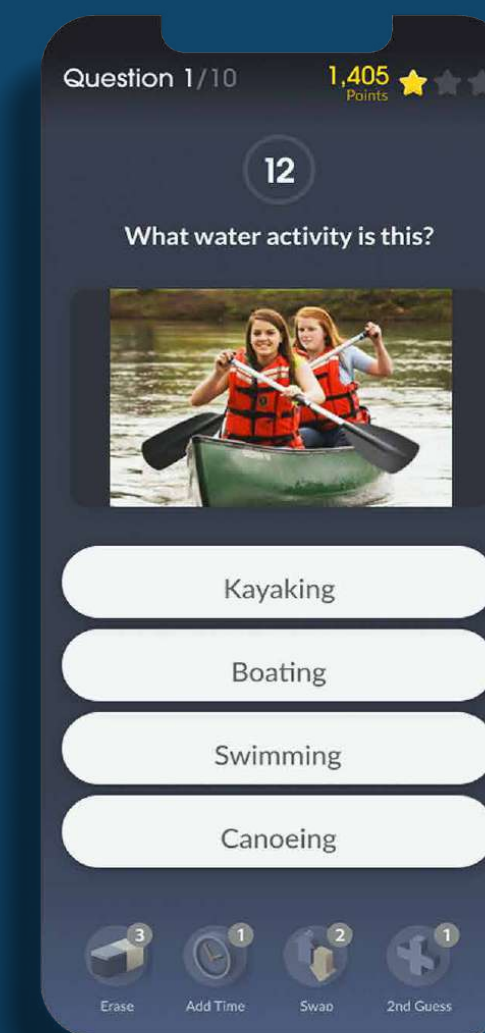 Question 1/10
1,405
Points
12
What water activity is this?
Kayaking
Boating
Swimming
Canoeing
3
1
2
1
Erase
Add Time
Swap
2nd Guess